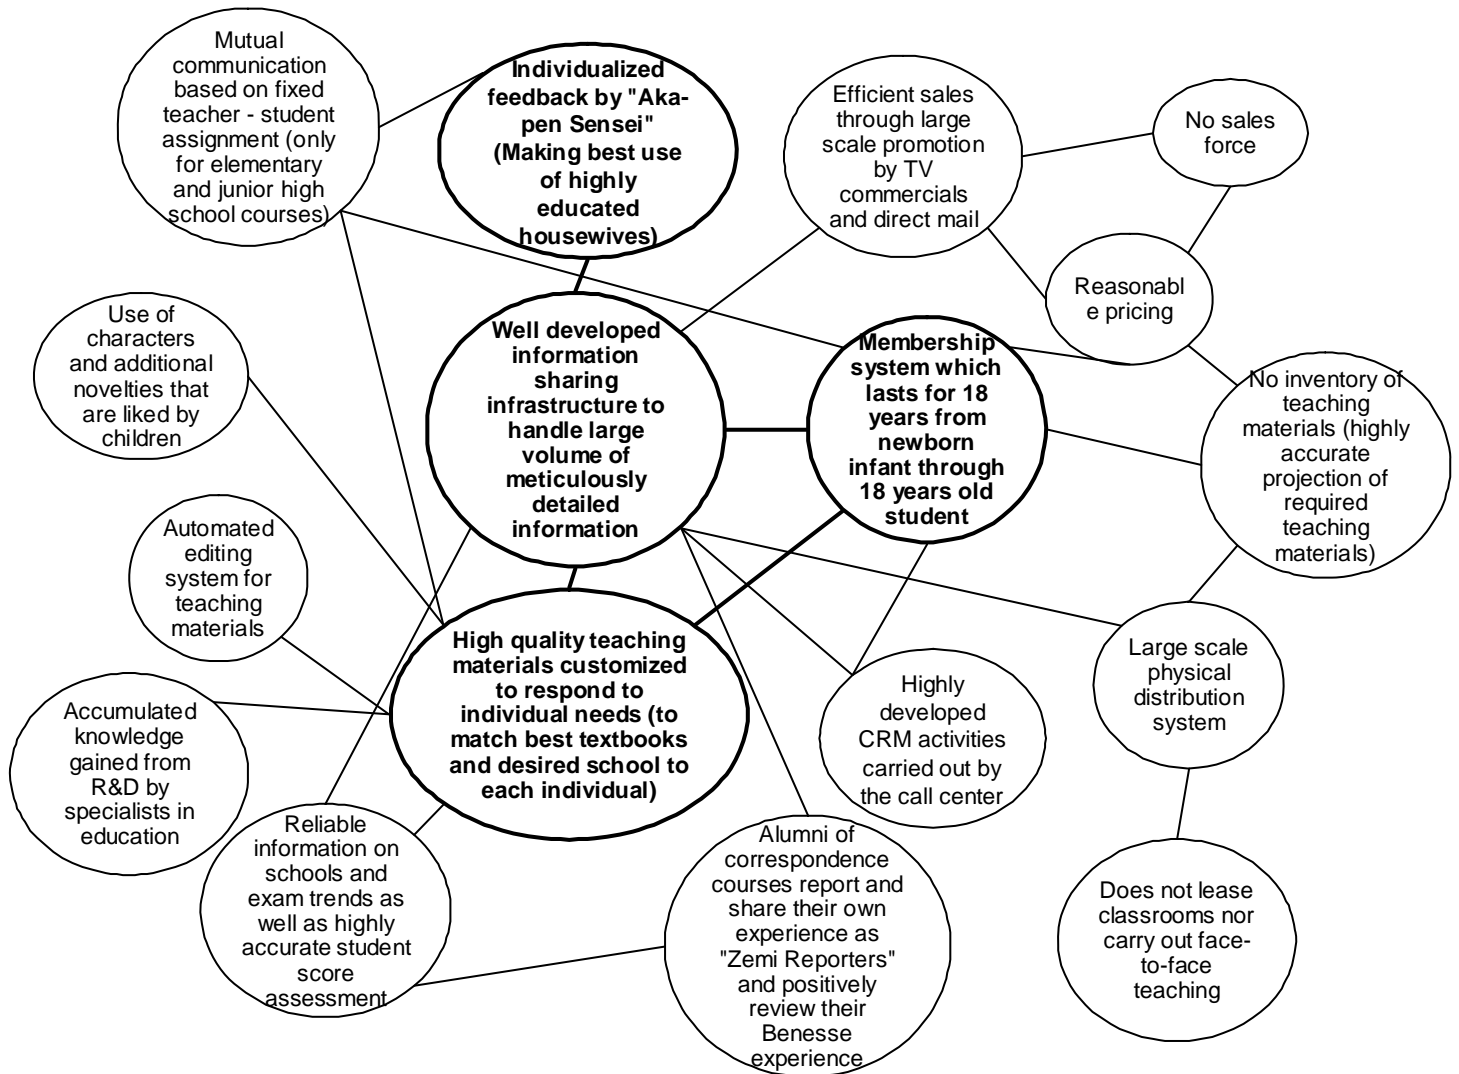 Mutual
communication
based on fixed
teacher - student
assignment (only
for elementary
and junior high
school courses)
Individualized
feedback by "Aka-
pen Sensei"
(Making best use
of highly
educated
housewives)
Efficient sales
through large
scale promotion
by TV
commercials
and direct mail
No sales
force
Reasonabl
e pricing
Use of
characters
and additional
novelties that
are liked by
children
Well developed
information
sharing
infrastructure to
handle large
volume of
meticulously
detailed
information
Membership
system which
lasts for 18
years from
newborn
infant through
18 years old
student
No inventory of
teaching
materials (highly
accurate
projection of
required
teaching
materials)
Automated
editing
system for
teaching
materials
High quality teaching
materials customized
to respond to
individual needs (to
match best textbooks
and desired school to
each individual)
Large scale
physical
distribution
system
Highly
developed
CRM activities
carried out by
the call center
Accumulated
knowledge
gained from
R&D by
specialists in
education
Reliable
information on
schools and
exam trends as
well as highly
accurate student
score
assessment
Alumni of
correspondence
courses report and
share their own
experience as
"Zemi Reporters"
and positively
review their
Benesse
experience
Does not lease
classrooms nor
carry out face-
to-face
teaching